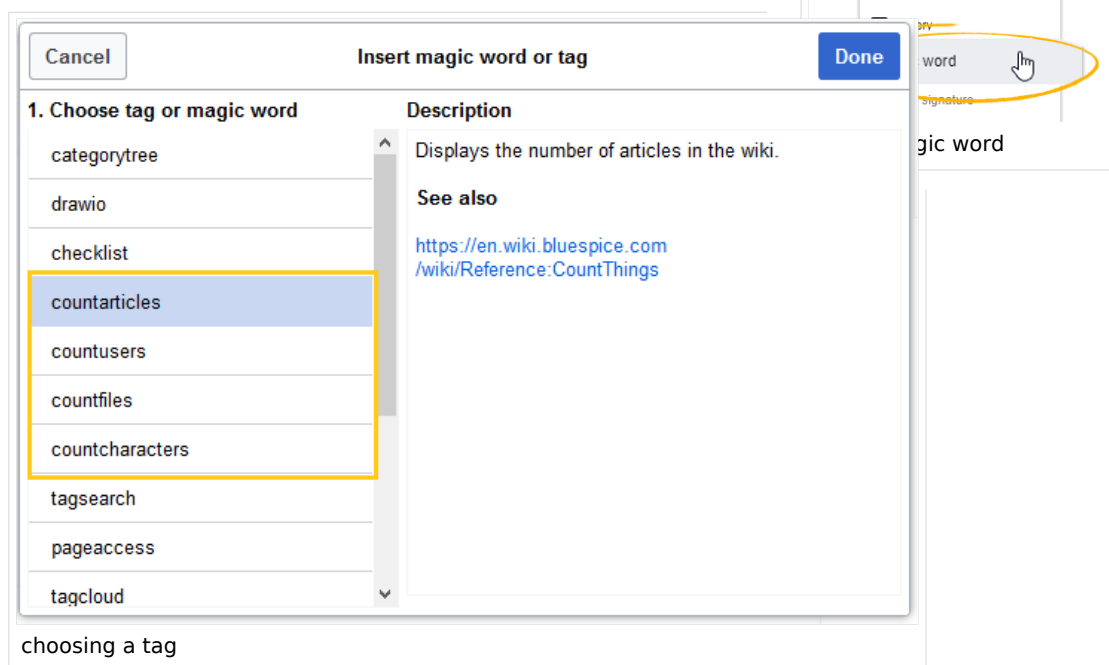 Cancel
Insert magic word or tag
Done
1. Choose tag or magic word
categorytree
drawio
checklist
countarticles
countusers
countfiles
countcharacters
tagsearch
pageaccess
tagcloud
Description
Displays the number of articles in the wiki.
See also
https://en.wiki.bluespice.com
/wiki/Reference:CountThings
choosing a tag
word
signature
gic word